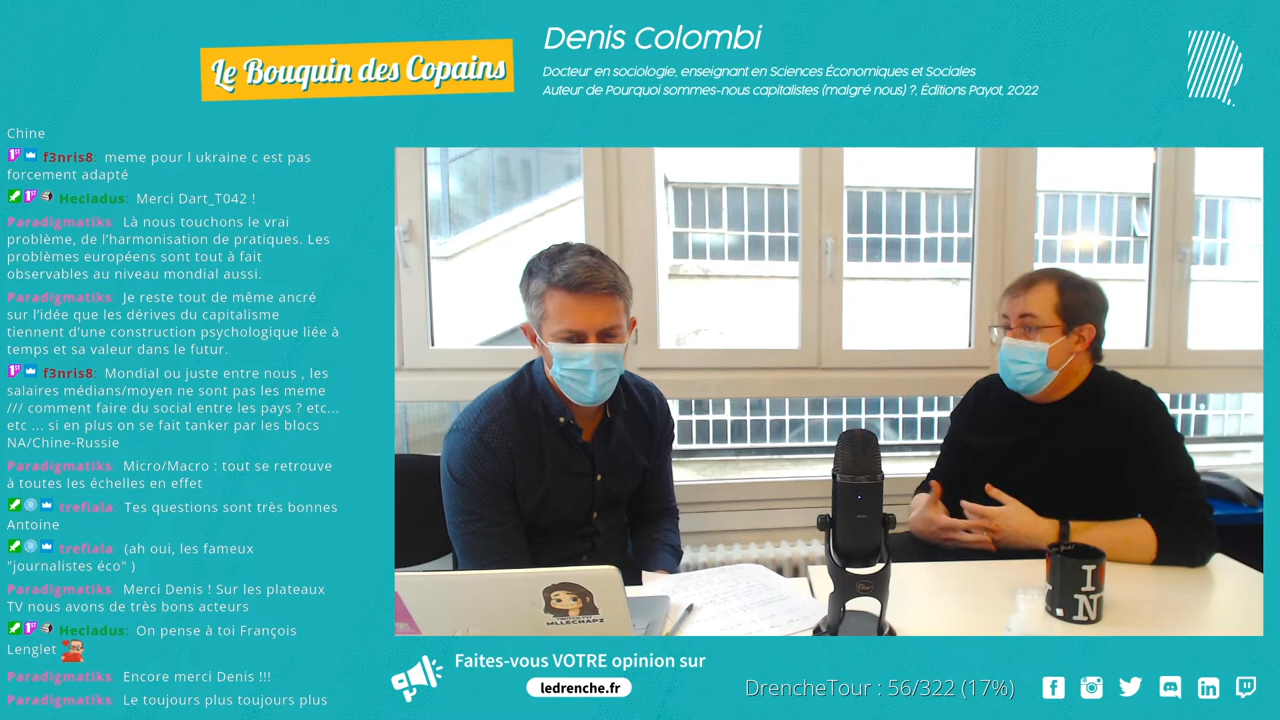 Le Bouquin des Copains
Denis Colombi
Docteur en sociologie, enseignant en Sciences Économiques et Sociales
Auteur de Pourquoi sommes-nous capitalistes (malgré nous) ?, Éditions Payot, 2022
Chine
f3nris8: meme pour l ukraine c est pas
forcement adapté
Hecladus: Merci Dart_T042 !
Paradigmatiks: Là nous touchons le vrai
problème, de l’harmonisation de pratiques. Les
problèmes européens sont tout à fait
observables au niveau mondial aussi.
Paradigmatiks: Je reste tout de même ancré
sur l’idée que les dérives du capitalisme
tiennent d’une construction psychologique liée à
temps et sa valeur dans le futur.
f3nris8: Mondial ou juste entre nous , les
salaires médians/moyen ne sont pas les meme
/// comment faire du social entre les pays ? etc...
etc ... si en plus on se fait tanker par les blocs
NA/Chine-Russie
Paradigmatiks: Micro/Macro : tout se retrouve
à toutes les échelles en effet
trefiala: Tes questions sont très bonnes
Antoine
trefiala: (ah oui, les fameux
"journalistes éco" )
Paradigmatiks: Merci Denis ! Sur les plateaux
TV nous avons de très bons acteurs
Hecladus: On pense à toi François
Lenglet
Paradigmatiks: Encore merci Denis !!!
Paradigmatiks: Le toujours plus toujours plus
MLLECHAPZ
I
N
Faites-vous VOTRE opinion sur
ledrenche.fr
DrencheTour : 56/322 (17%)